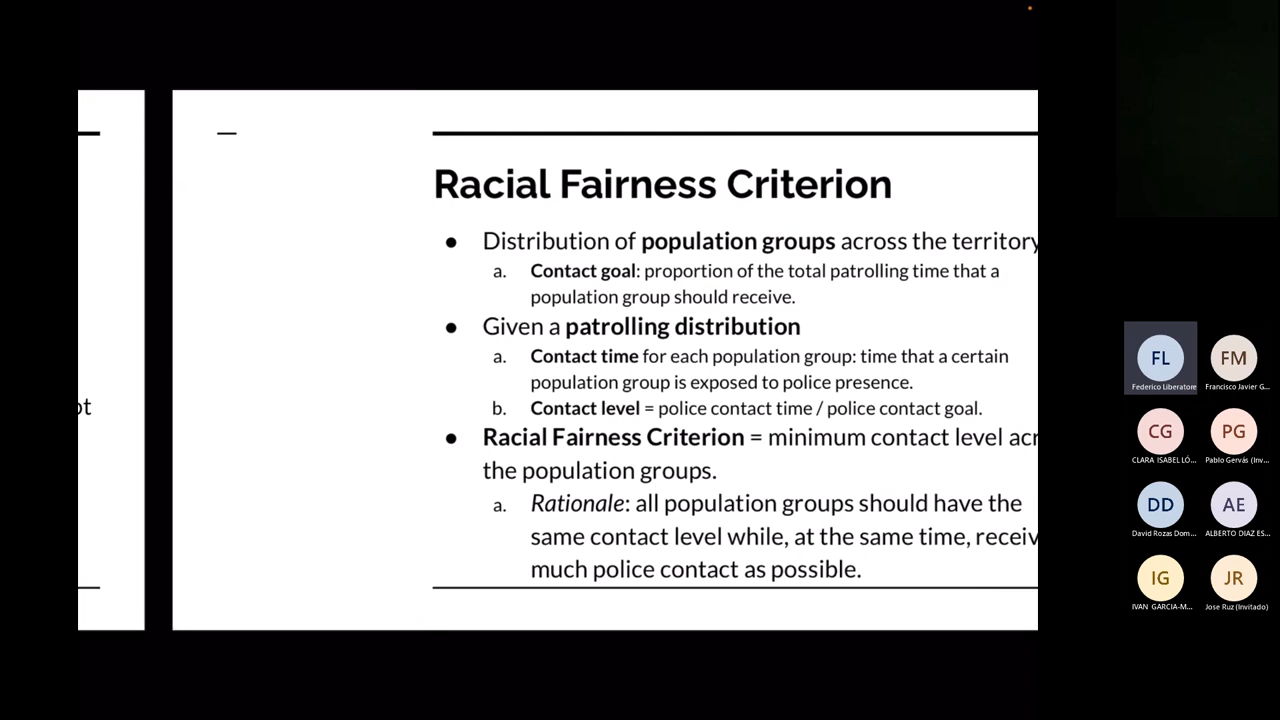 ot
Racial Fairness Criterion
● Distribution of population groups across the territory
a. Contact goal: proportion of the total patrolling time that a
population group should receive.
● Given a patrolling distribution
a. Contact time for each population group: time that a certain
population group is exposed to police presence.
b. Contact level = police contact time / police contact goal.
● Racial Fairness Criterion = minimum contact level acr
the population groups.
a. Rationale: all population groups should have the
same contact level while, at the same time, receiv
much police contact as possible.
FL
Federico Liberatore
FM
Francisco Javier G...
CG
CLARA ISABEL LÓ...
PG
Pablo Gervás (Inv...
DD
David Rozas Dom...
AE
ALBERTO DIAZ ES...
IG
IVAN GARCIA-M...
JR
Jose Ruz (Invitado)